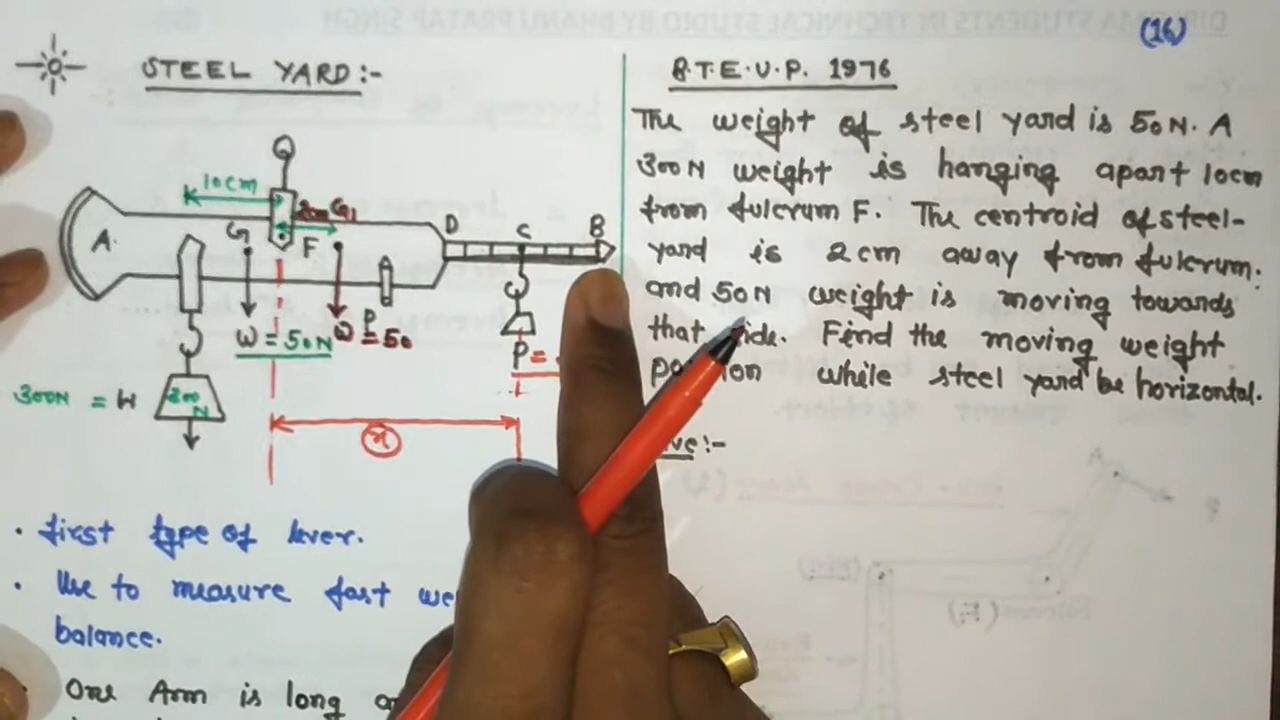 (16)
STEEL YARD:-
10cm
2cm G1
A
G
F
D
C
B
W = 50N
W = 50
P
P =
300N = W
300 N
x
. first type of lever.
. Use to measure fast
balance.
One Arm is long
B.T.E.U.P. 1976
The weight of steel yard is 50N. A
300N weight is hanging apart 10cm
from fulcrum F. The centroid of steel-
yard is 2cm away from fulcrum.
and 50N weight is moving towards
that side. Find the moving weight
while steel yard be horizontal.